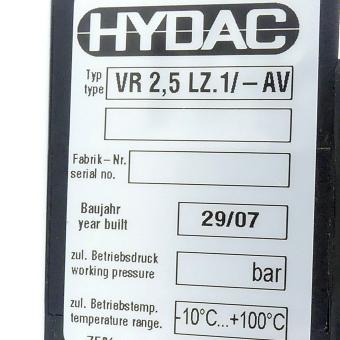 HYDAC
Typ VR 2,5 LZ.1/-AV
type
Fabrik-Nr.
serial no.
Baujahr 29/07
year built
zul. Betriebsdruck
working pressure bar
zul. Betriebstemp.
temperature range. -10°C...+100°C